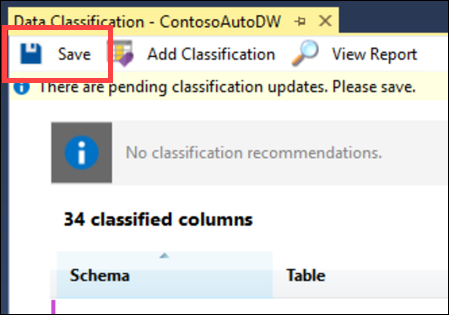 Data Classification - ContosoAutoDW
Save Add Classification View Report
There are pending classification updates. Please save.
No classification recommendations.
34 classified columns
Schema Table